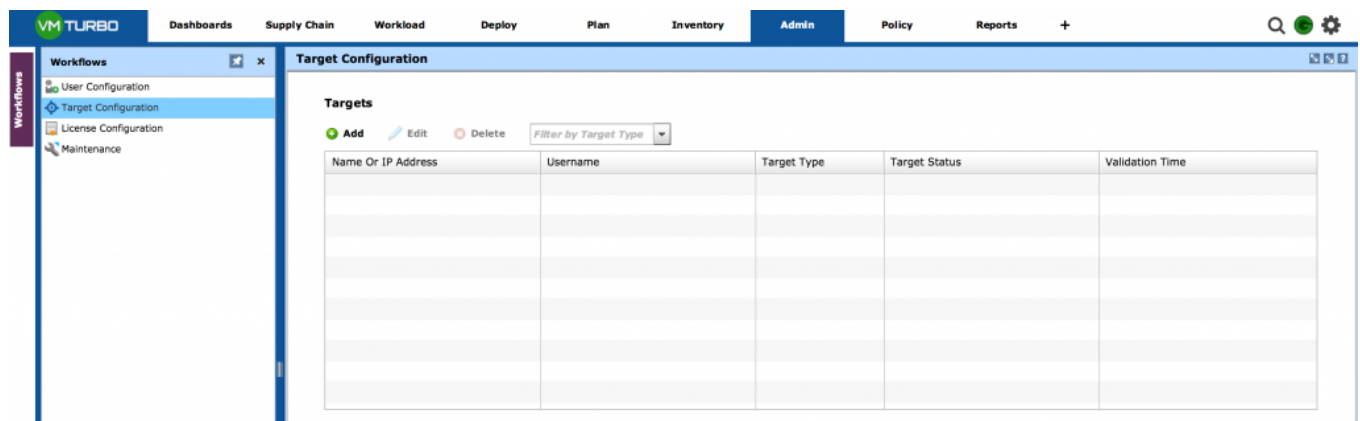 VM TURBO
Dashboards Supply Chain Workload Deploy Plan Inventory Admin Policy Reports +
Workflows
Workflows x
User Configuration
Target Configuration
License Configuration
Maintenance
Target Configuration
Targets
Add Edit Delete Filter by Target Type
Name Or IP Address Username Target Type Target Status Validation Time